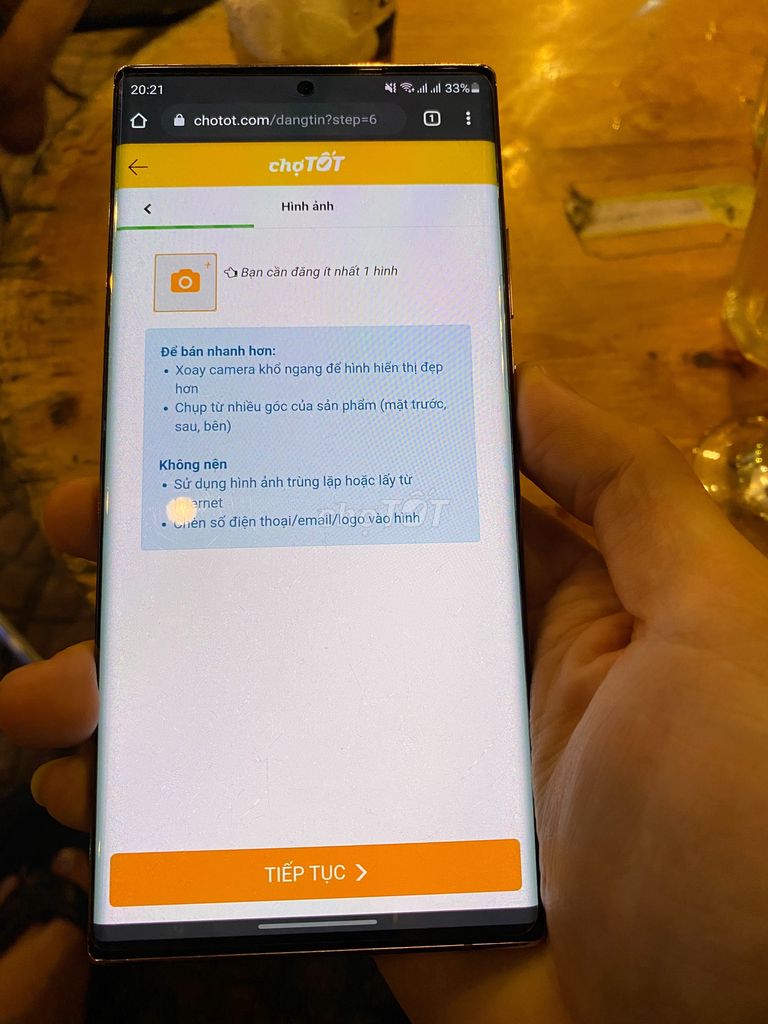 20:21
33%
chotot.com/dangtin?step=6
1
chợTỐT
Hình ảnh
Bạn cần đăng ít nhất 1 hình
Để bán nhanh hơn:
• Xoay camera khổ ngang để hình hiển thị đẹp
hơn
• Chụp từ nhiều góc của sản phẩm (mặt trước,
sau, bên)
Không nên
• Sử dụng hình ảnh trùng lặp hoặc lấy từ
• Chèn số điện thoại/email/logo vào hình
chợTỐT
TIẾP TỤC >